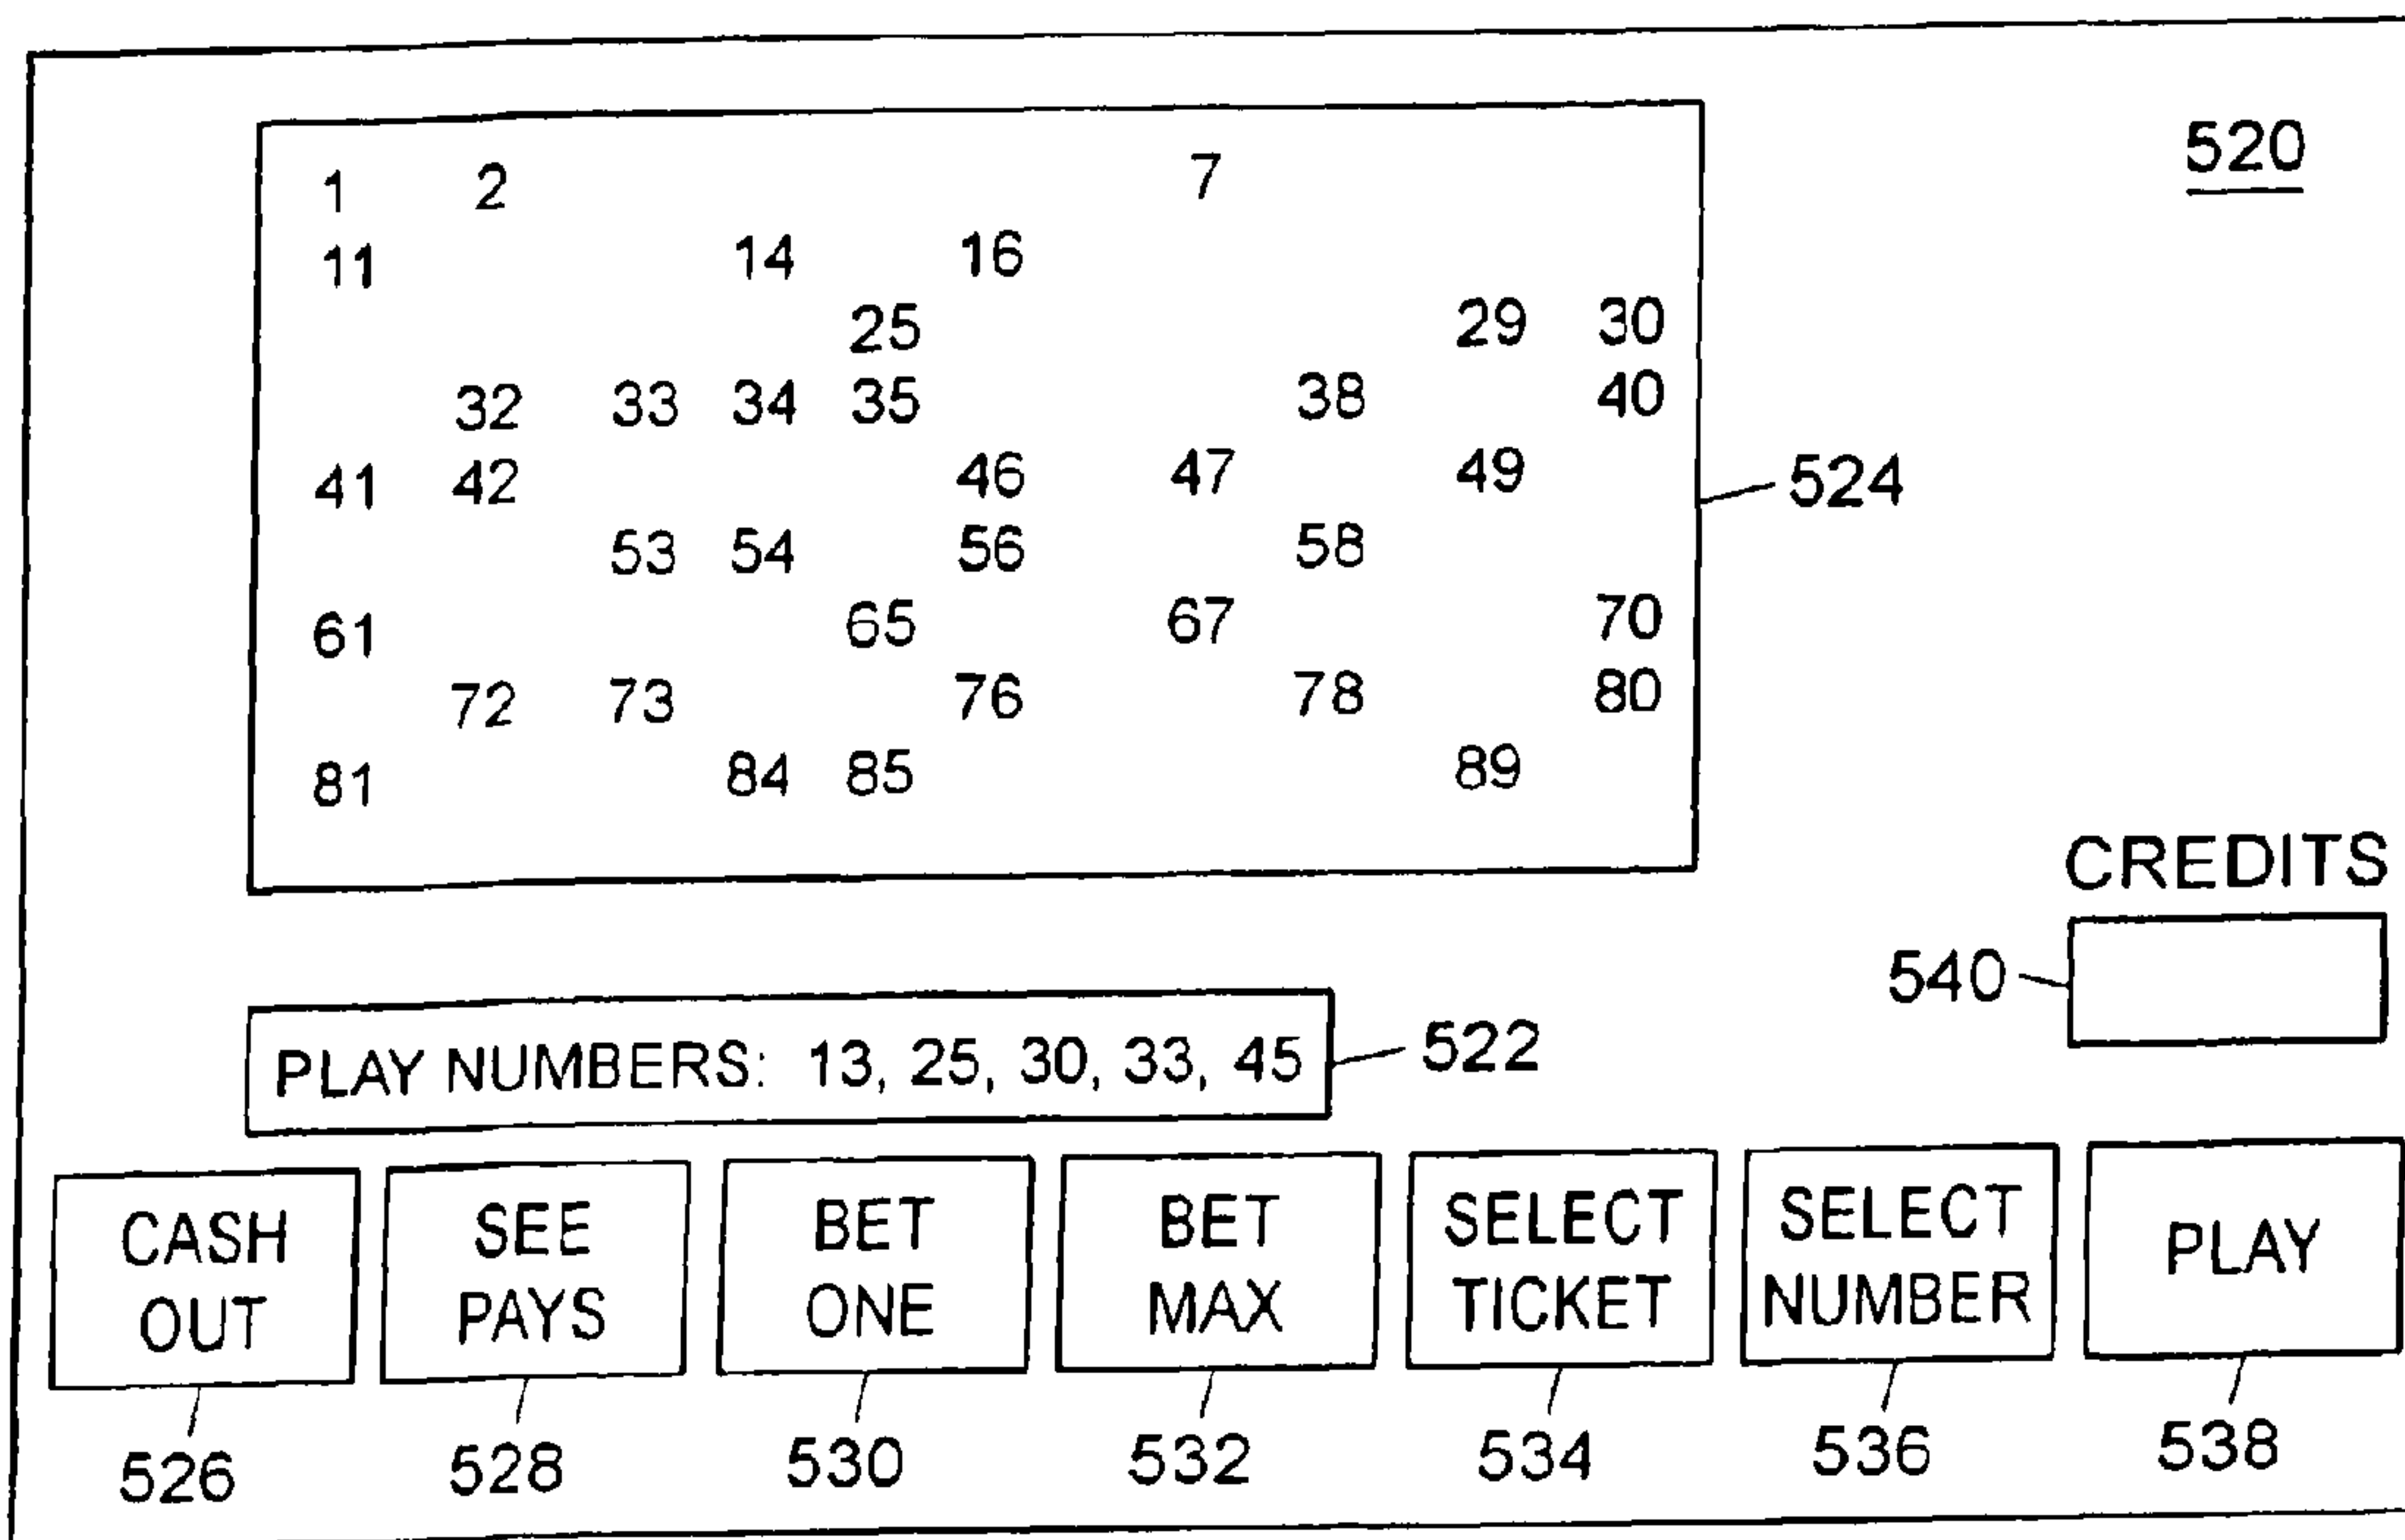 520
1 2 7
11 14 16
25 29 30
32 33 34 35 38 40
41 42 46 47 49
524
53 54 56 58
61 65 67 70
72 73 76 78 80
81 84 85 89
CREDITS
540
PLAY NUMBERS: 13, 25, 30, 33, 45
522
CASH
OUT
SEE
PAYS
BET
ONE
BET
MAX
SELECT
TICKET
SELECT
NUMBER
PLAY
526 528 530 532 534 536 538